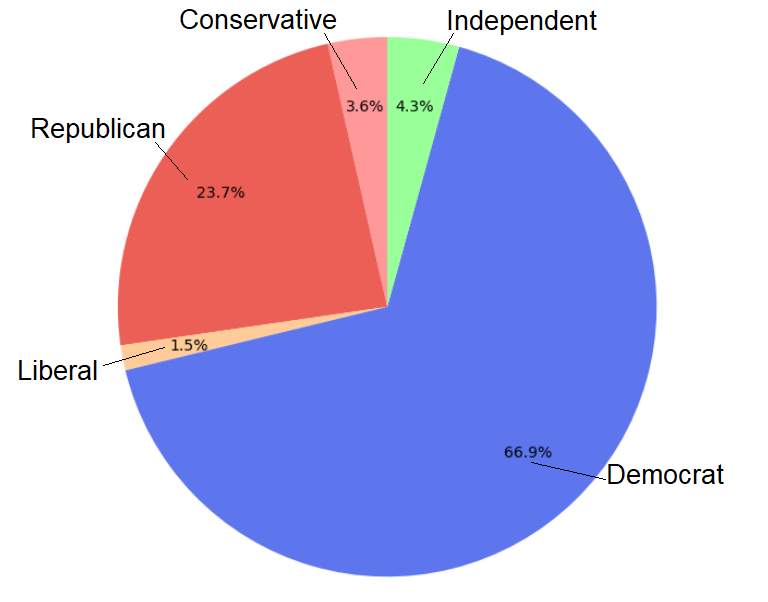 Conservative
Independent
3.6%
4.3%
Republican
23.7%
1.5%
Liberal
66.9%
Democrat